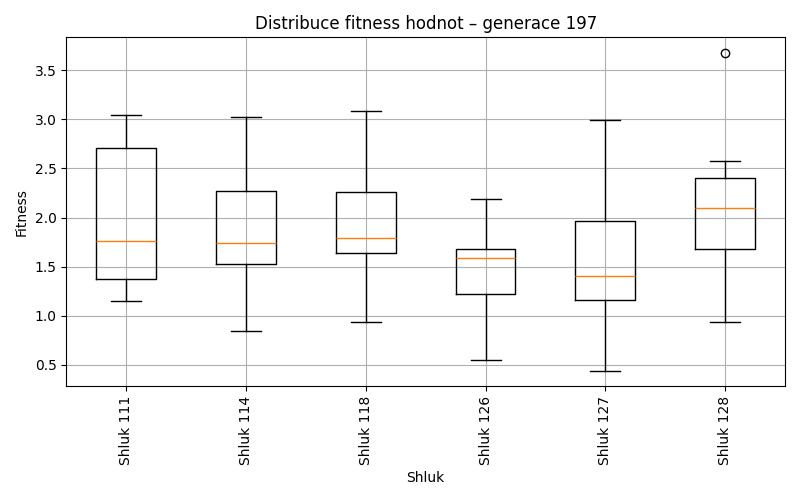 Distribuce fitness hodnot – generace 197
Fitness
3.5
3.0
2.5
2.0
1.5
1.0
0.5
Shluk 111
Shluk 114
Shluk 118
Shluk 126
Shluk 127
Shluk 128
Shluk